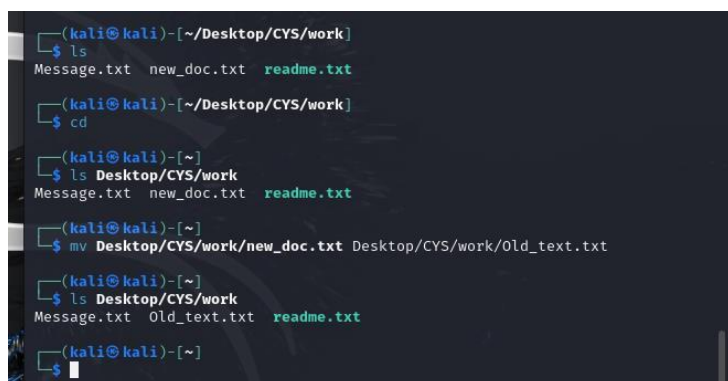 ┌──(kali㉿kali)-[~/Desktop/CYS/work]
└─$ ls
Message.txt  new_doc.txt  readme.txt
┌──(kali㉿kali)-[~/Desktop/CYS/work]
└─$ cd
┌──(kali㉿kali)-[~]
└─$ ls Desktop/CYS/work
Message.txt  new_doc.txt  readme.txt
┌──(kali㉿kali)-[~]
└─$ mv Desktop/CYS/work/new_doc.txt Desktop/CYS/work/Old_text.txt
┌──(kali㉿kali)-[~]
└─$ ls Desktop/CYS/work
Message.txt  Old_text.txt  readme.txt
┌──(kali㉿kali)-[~]
└─$